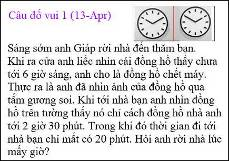 Câu đố vui 1 (13-Apr)
Sáng sớm anh Giáp rời nhà đến thăm bạn.
Khi ra cửa anh liếc nhìn cái đồng hồ thấy chưa
tới 6 giờ sáng, anh cho là đồng hồ chết máy.
Thực ra là anh đã nhìn ảnh của đồng hồ qua
tấm gương soi. Khi tới nhà bạn anh nhìn đồng
hồ trên tường thấy nó chỉ cách đồng hồ nhà anh
tới 2 giờ 30 phút. Trong khi đó thời gian đi tới
nhà bạn chỉ mất có 20 phút. Hỏi anh rời nhà lúc
mấy giờ?